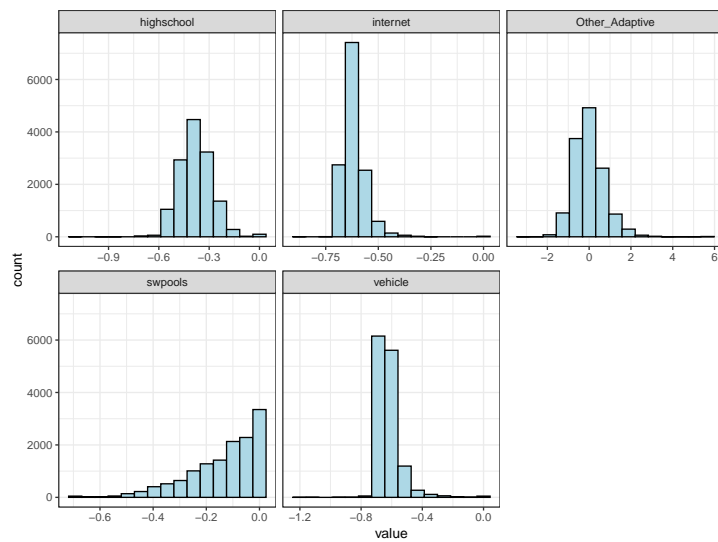 highschool
internet
Other_Adaptive
6000
4000
2000
0
−0.9 −0.6 −0.3 0.0
−0.75 −0.50 −0.25 0.00
−2 0 2 4 6
count
swpools
vehicle
6000
4000
2000
0
−0.6 −0.4 −0.2 0.0
−1.2 −0.8 −0.4 0.0
value